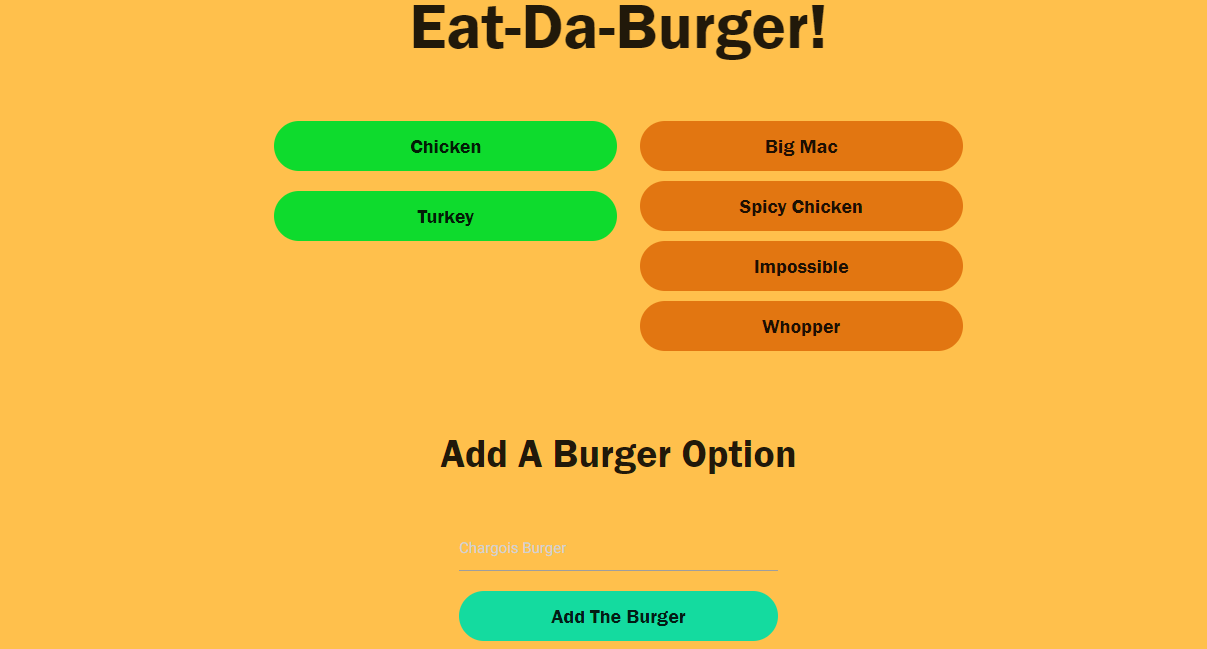 Eat-Da-Burger!
Chicken
Turkey
Big Mac
Spicy Chicken
Impossible
Whopper
Add A Burger Option
Chargois Burger
Add The Burger